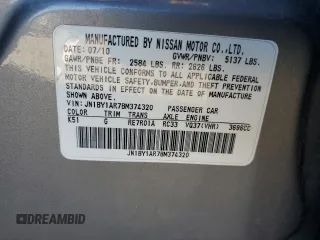 MANUFACTURED BY NISSAN MOTOR CO., LTD.
DATE: 07/10 GVWR/PNBV: 5137 LBS.
GAWR/PNBE FR: 2584 LBS. RR: 2626 LBS.
THIS VEHICLE CONFORMS TO ALL APPLICABLE FEDERAL
MOTOR VEHICLE SAFETY, BUMPER, AND THEFT PREVENTION
STANDARDS IN EFFECT ON THE DATE OF MANUFACTURE
SHOWN ABOVE.
VIN: JN1BY1AR7BM374320 PASSENGER CAR
COLOR TRIM TRANS AXLE ENGINE
K51 G RE7R01A RC33 VQ37(VHR) 3696CC
JN1BY1AR7BM374320
DREAMBID